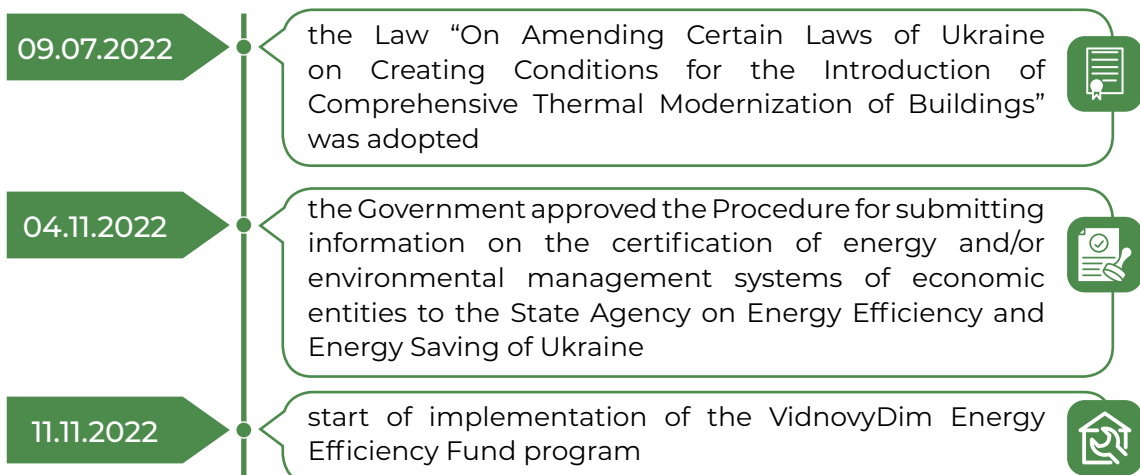 09.07.2022
the Law “On Amending Certain Laws of Ukraine
on Creating Conditions for the Introduction of
Comprehensive Thermal Modernization of Buildings”
was adopted
04.11.2022
the Government approved the Procedure for submitting
information on the certification of energy and/or
environmental management systems of economic
entities to the State Agency on Energy Efficiency and
Energy Saving of Ukraine
11.11.2022
start of implementation of the VidnovyDim Energy
Efficiency Fund program